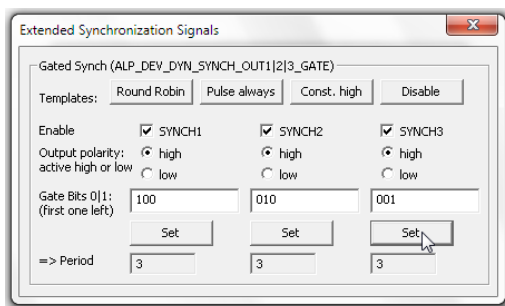 Extended Synchronization Signals
Gated Synch (ALP_DEV_DYN_SYNCH_OUT1|2|3_GATE)
Templates: Round Robin Pulse always Const. high Disable
Enable SYNCH1 SYNCH2 SYNCH3
Output polarity: high high high
active high or low low low low
Gate Bits 0|1: 100 010 001
(first one left)
Set Set Set
=> Period 3 3 3